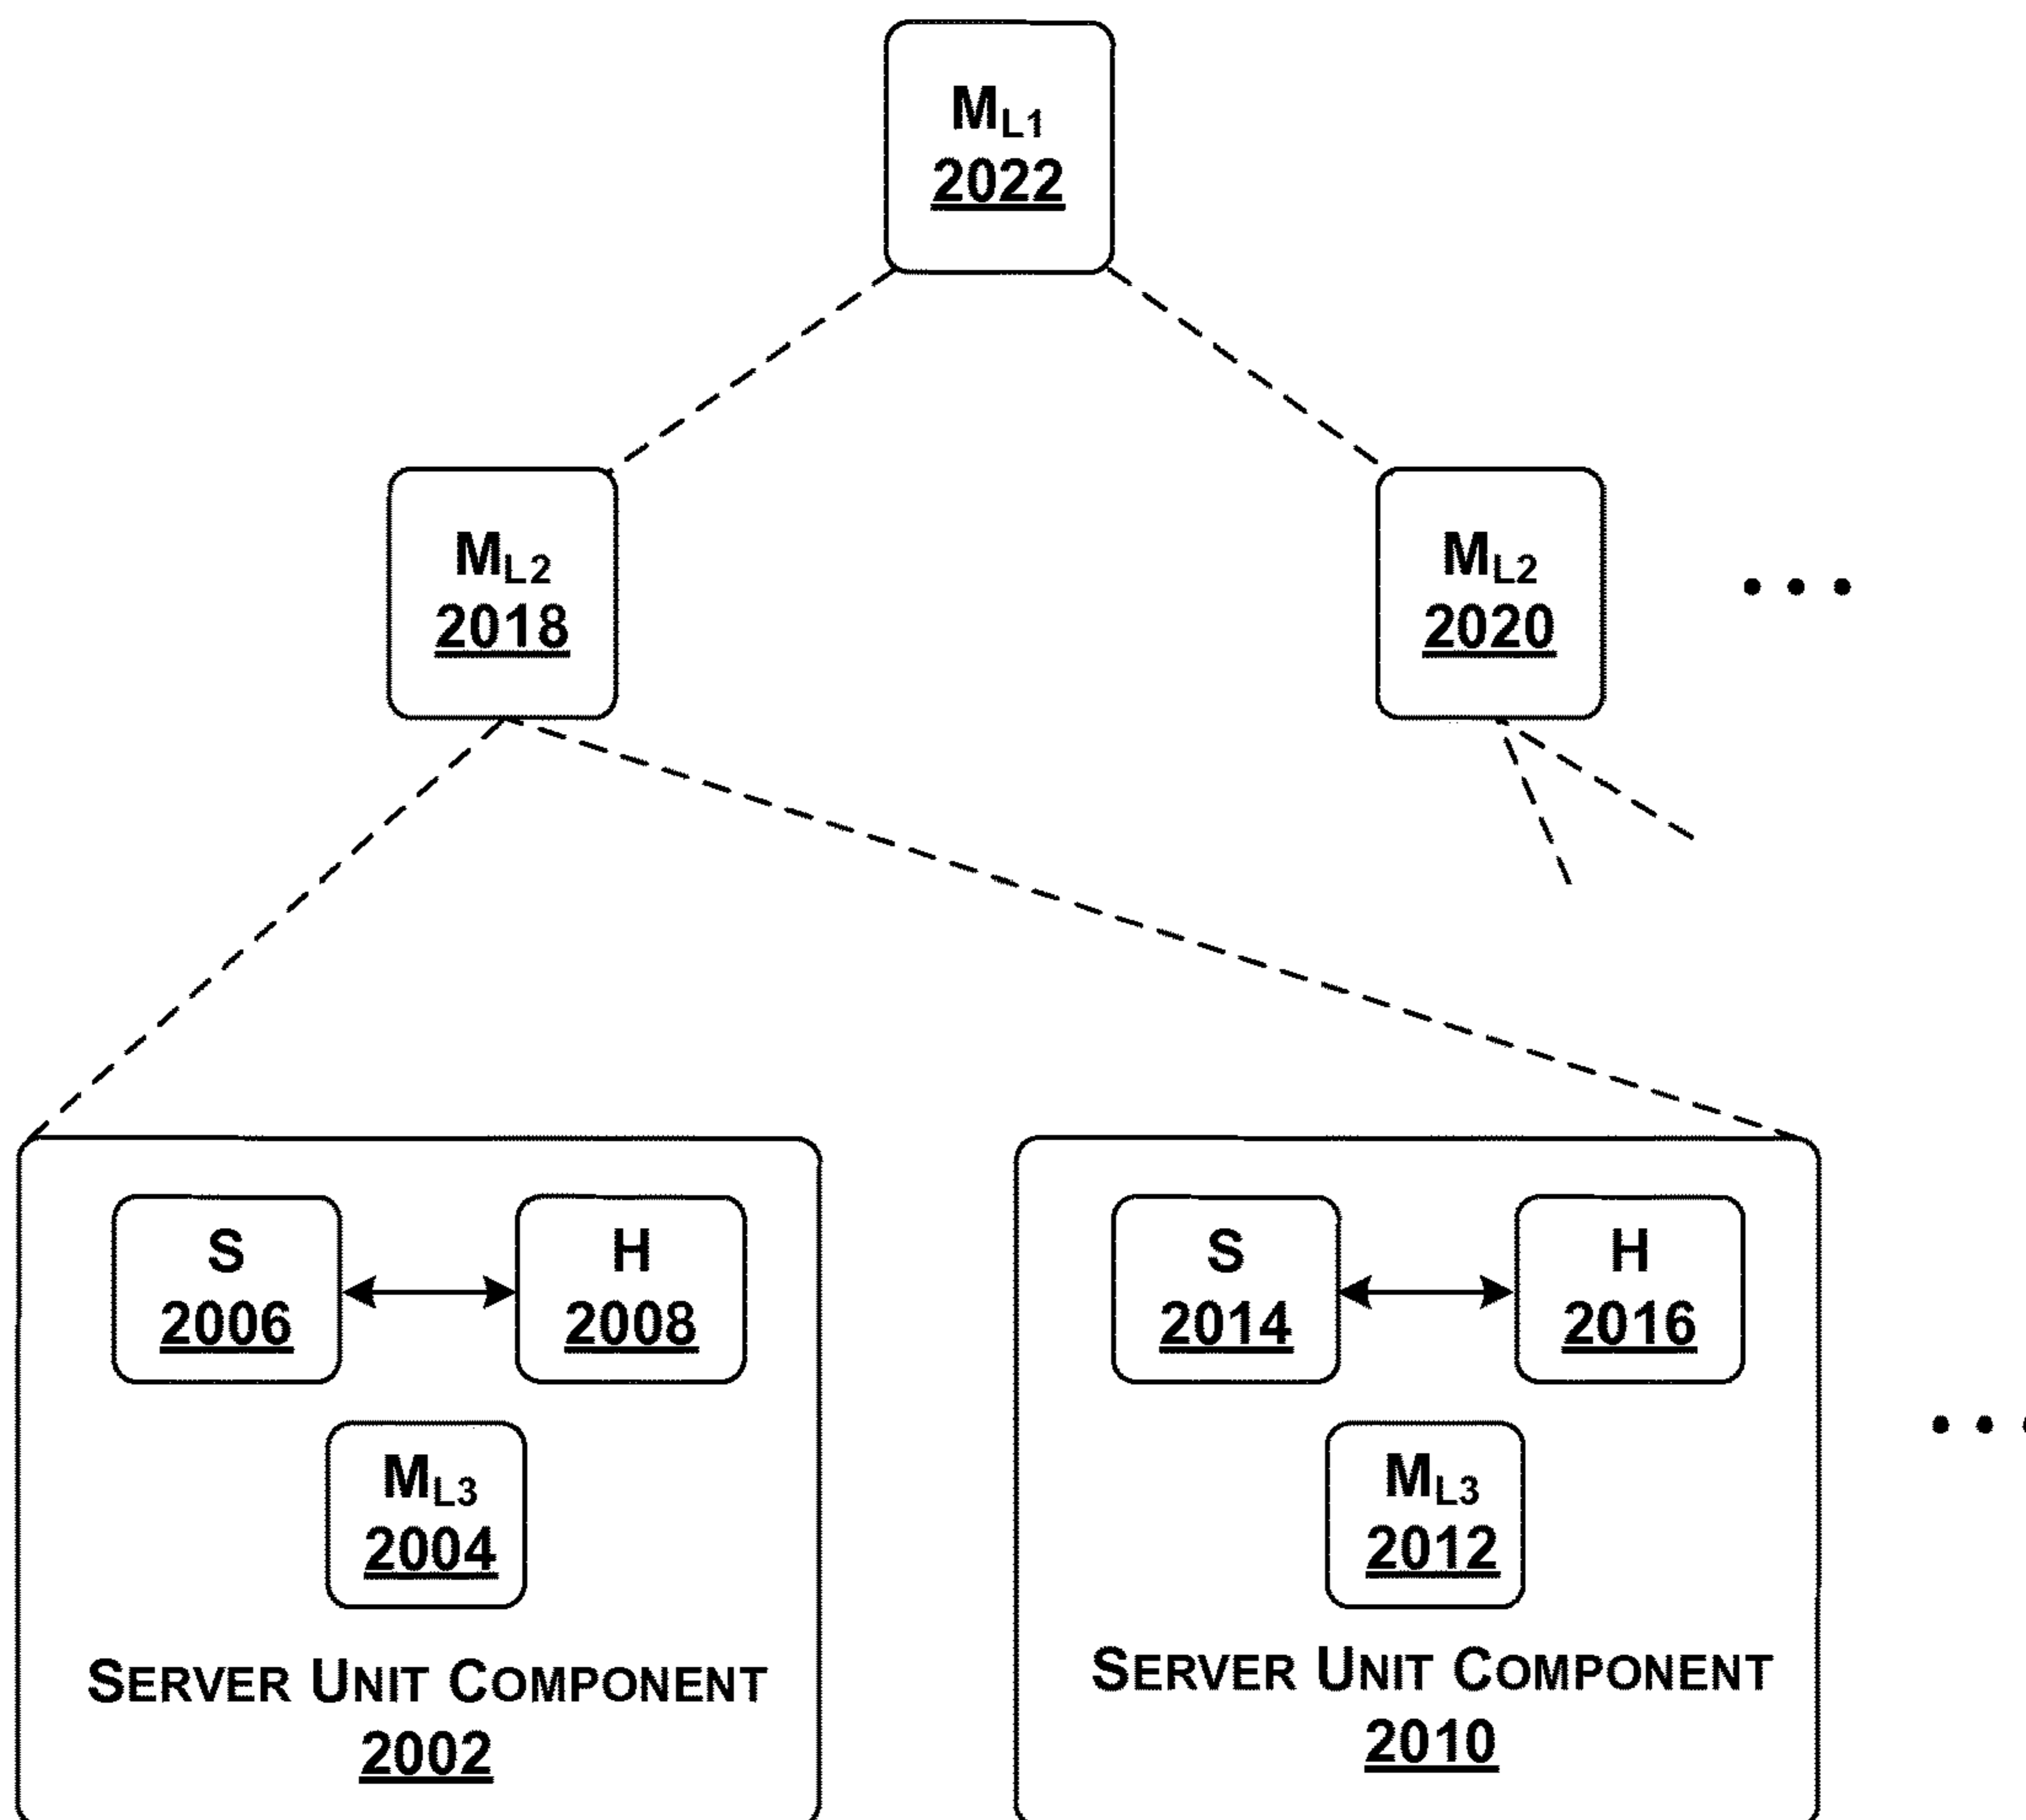 ML1
2022
ML2
2018
ML2
2020
• • •
S
2006
H
2008
ML3
2004
SERVER UNIT COMPONENT
2002
S
2014
H
2016
ML3
2012
SERVER UNIT COMPONENT
2010
• • •